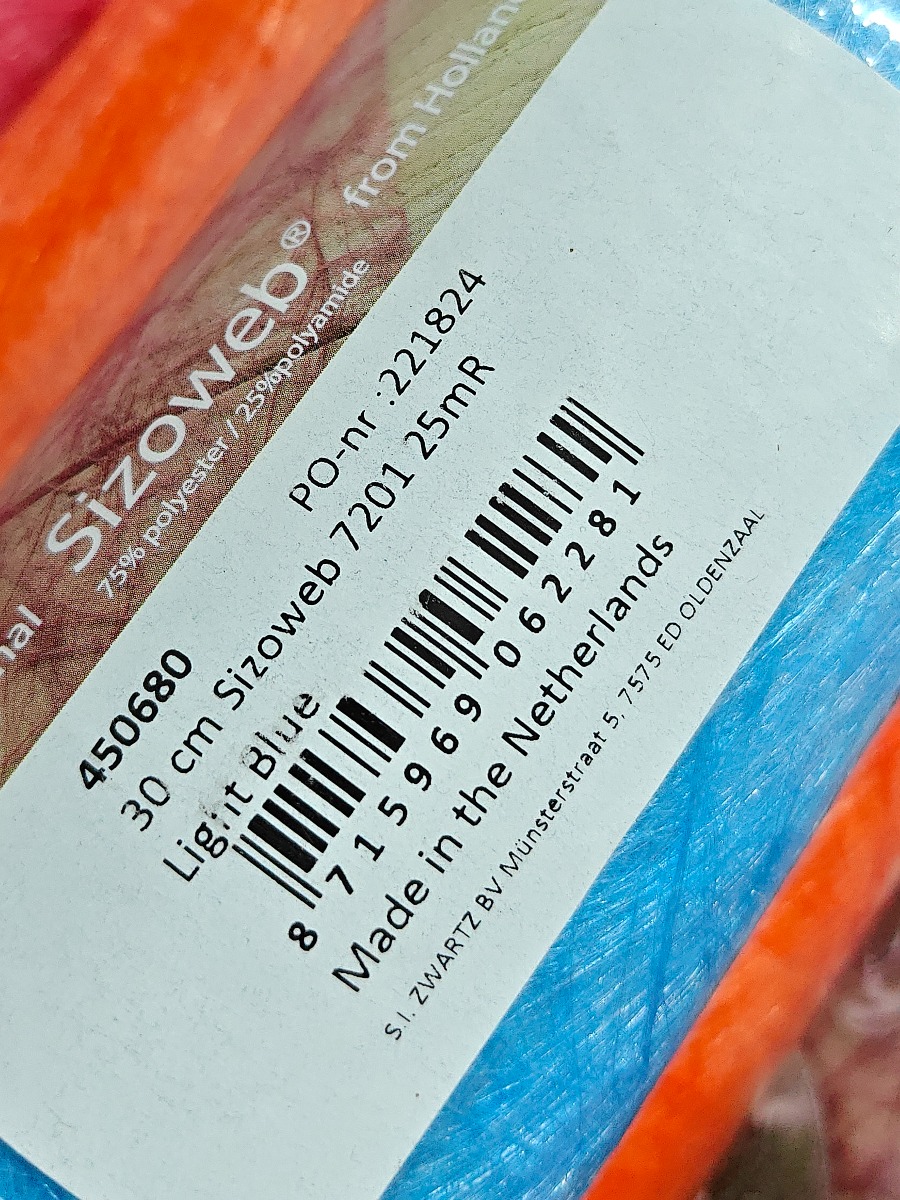 from Holland
Sizoweb®
75% polyester / 25%polyamide
PO-nr :221824
450680
30 cm Sizoweb 7201 25mR
Light Blue
8 715969 062281
Made in the Netherlands
S.I. ZWARTZ BV Münsterstraat 5, 7575 ED OLDENZAAL